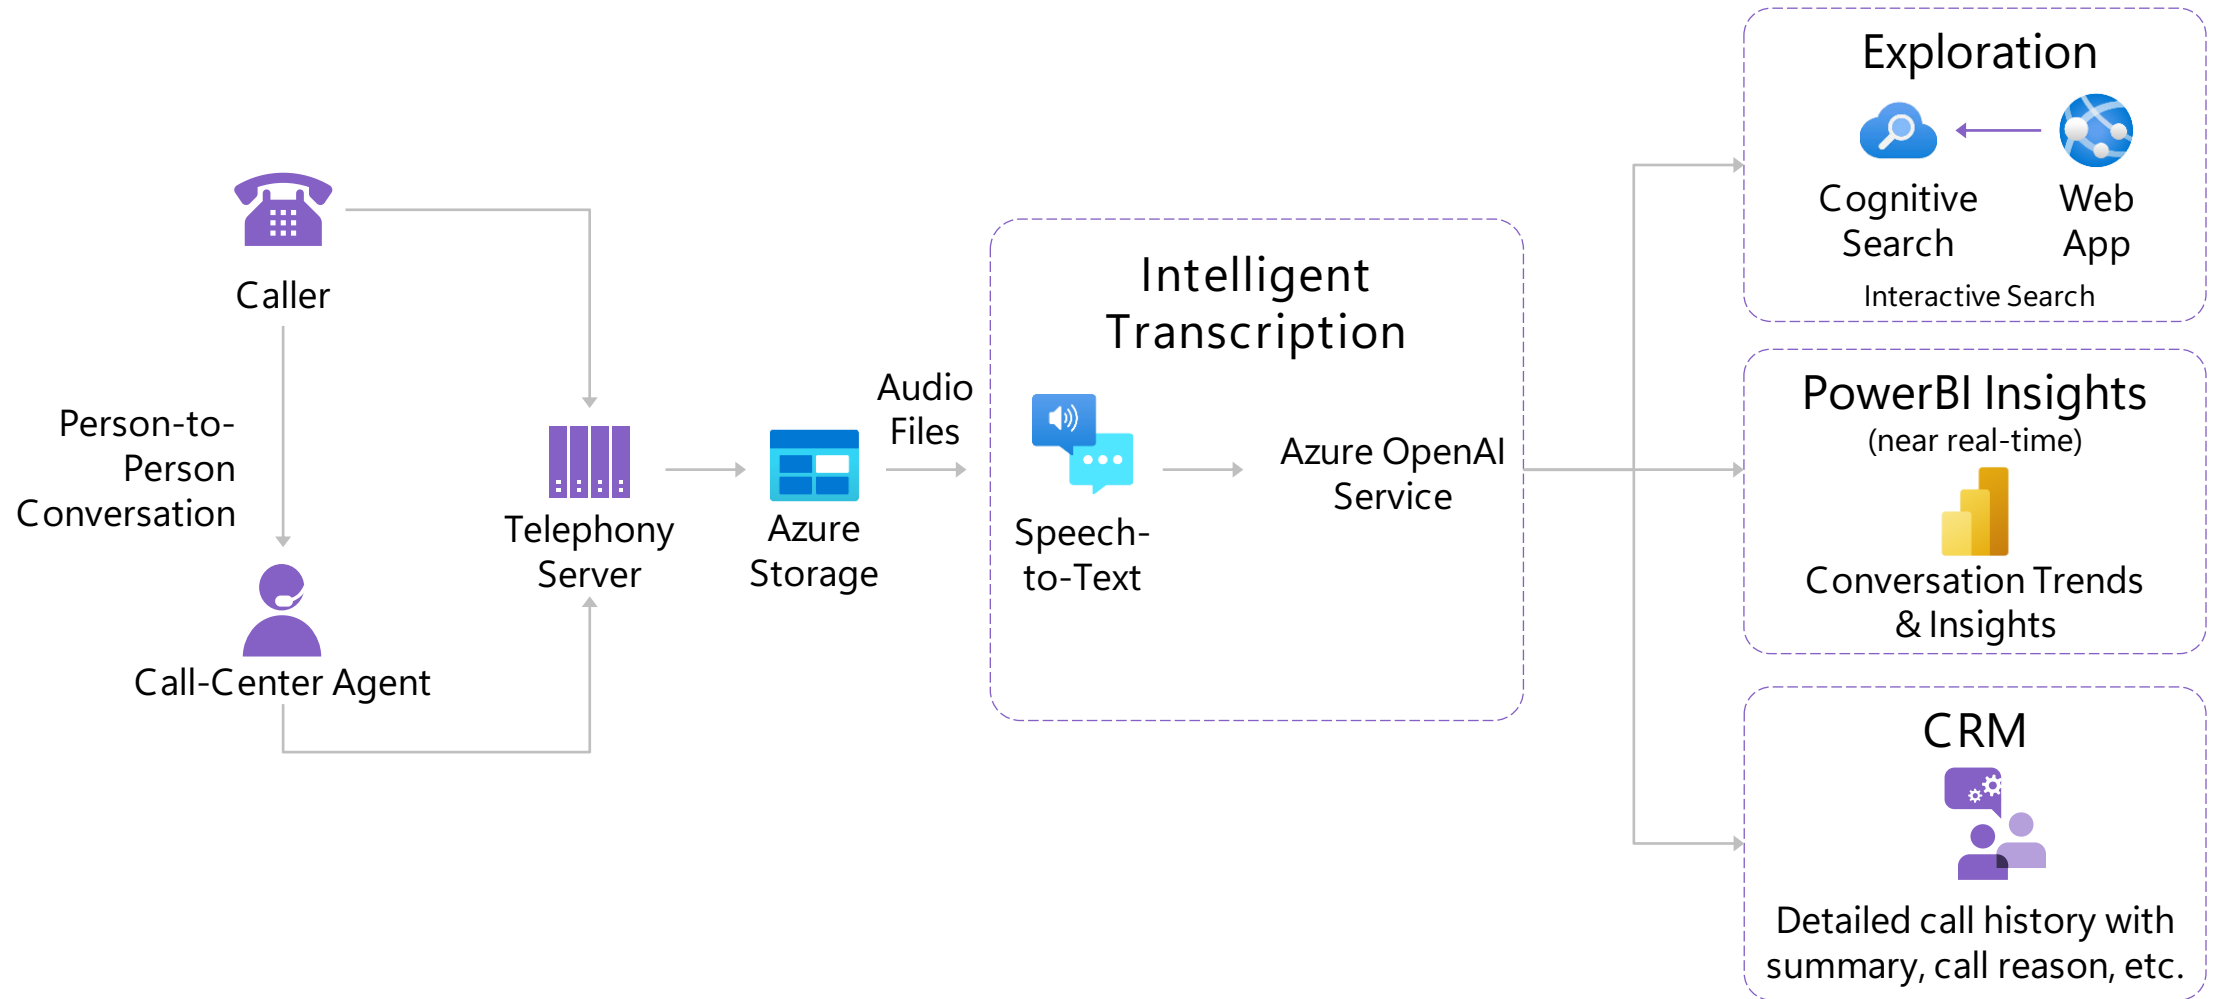 Caller
Person-to-
Person
Conversation
Call-Center Agent
Telephony
Server
Azure
Storage
Audio
Files
Intelligent
Transcription
Speech-
to-Text
Azure OpenAI
Service
Exploration
Cognitive
Search
Web
App
Interactive Search
PowerBI Insights
(near real-time)
Conversation Trends
& Insights
CRM
Detailed call history with
summary, call reason, etc.